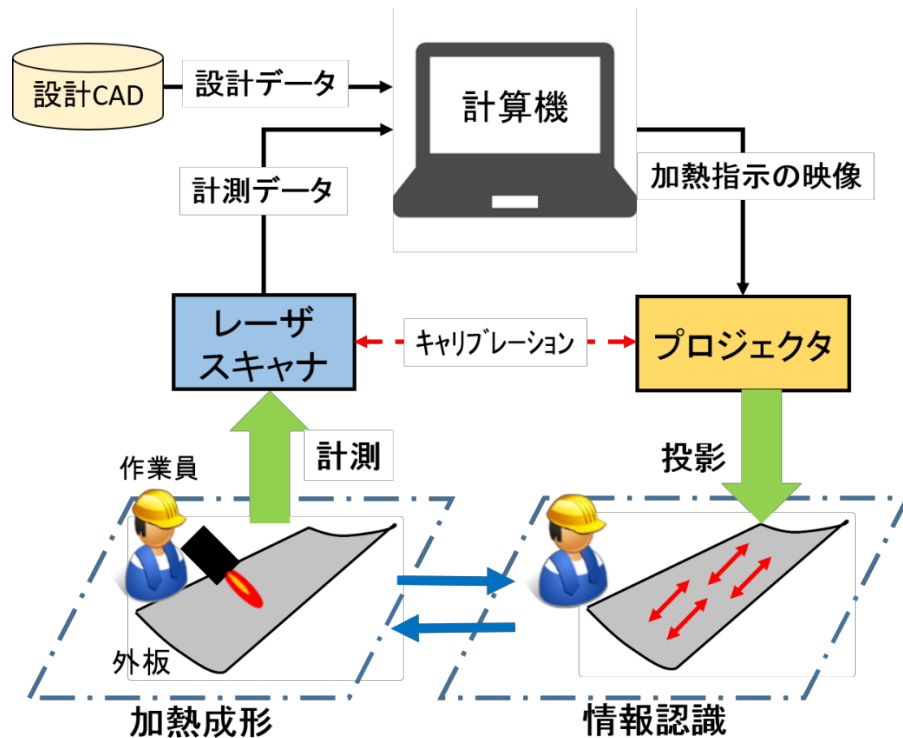 設計CAD
設計データ
計算機
計測データ
加熱指示の映像
レーザ
スキャナ
キャリブレーション
プロジェクタ
計測
投影
作業員
外板
加熱成形
情報認識